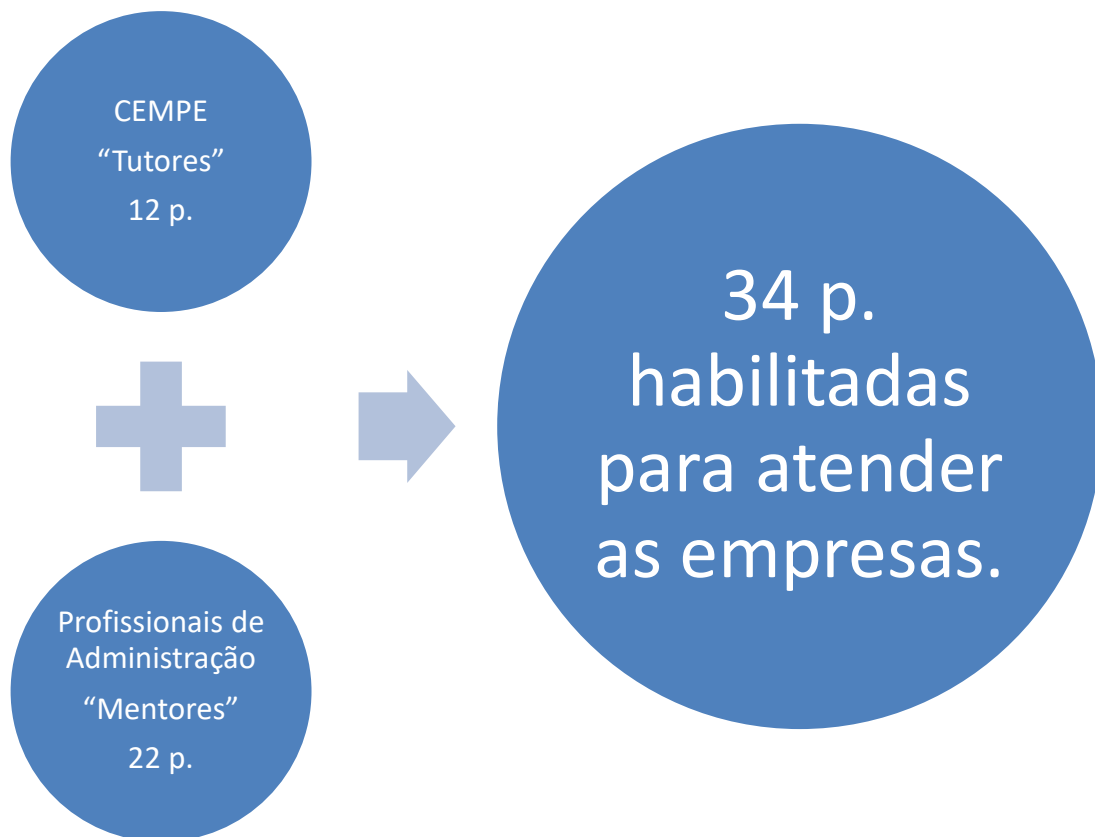 CEMPE
“Tutores”
12 p.
Profissionais de
Administração
“Mentores”
22 p.
34 p.
habilitadas
para atender
as empresas.